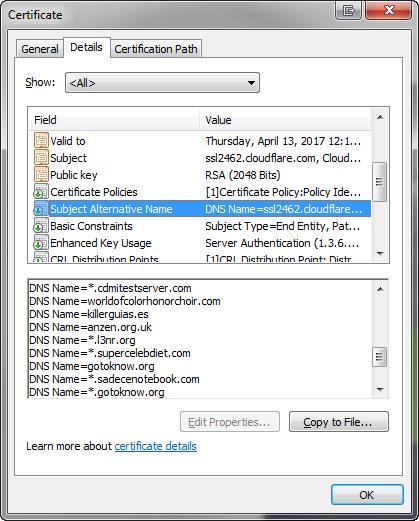 Certificate
General
Details
Certification Path
Show:
<All>
Field
Value
Valid to
Thursday, April 13, 2017 12:1...
Subject
ssl2462.cloudflare.com, Cloud...
Public key
RSA (2048 Bits)
Certificate Policies
[1]Certificate Policy:Policy Ide...
Subject Alternative Name
DNS Name=ssl2462.cloudflare...
Basic Constraints
Subject Type=End Entity, Pat...
Enhanced Key Usage
Server Authentication (1.3.6....
CRL Distribution Points
[1]CRL Distribution Point: Distr...
DNS Name=*.cdmitestserver.com
DNS Name=worldofcolorhonorchoir.com
DNS Name=killerguias.es
DNS Name=anzen.org.uk
DNS Name=*.l3nr.org
DNS Name=*.supercelebdiet.com
DNS Name=gotoknow.org
DNS Name=*.sadecenotebook.com
DNS Name=*.gotoknow.org
Edit Properties...
Copy to File...
Learn more about certificate details
OK